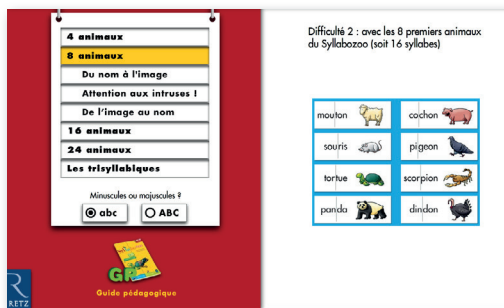 4 animaux
8 animaux
Du nom à l'image
Attention aux intruses !
De l'image au nom
16 animaux
24 animaux
Les trisyllabiques
Minuscules ou majuscules ?
abc
ABC
GP
Guide pédagogique
R
RETZ
Difficulté 2 : avec les 8 premiers animaux
du Syllabozoo (soit 16 syllabes)
mouton
cochon
souris
pigeon
tortue
scorpion
panda
dindon